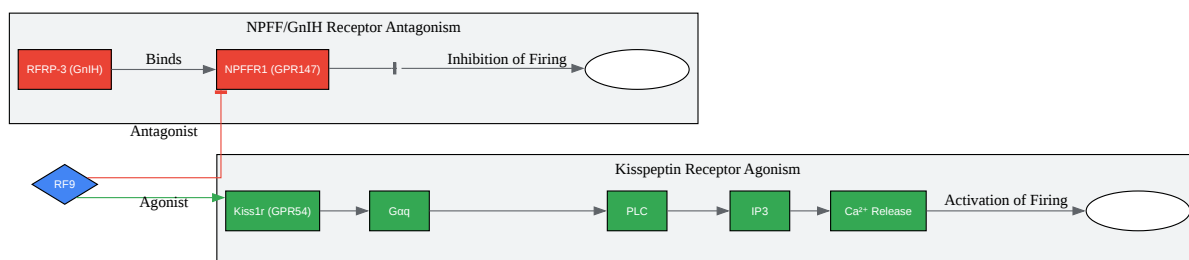 NPFF/GnIH Receptor Antagonism
RFRP-3 (GnIH)
Binds
NPFFR1 (GPR147)
Inhibition of Firing
Antagonist
RF9
Agonist
Kisspeptin Receptor Agonism
Kiss1r (GPR54)
Gαq
PLC
IP3
Ca²⁺ Release
Activation of Firing